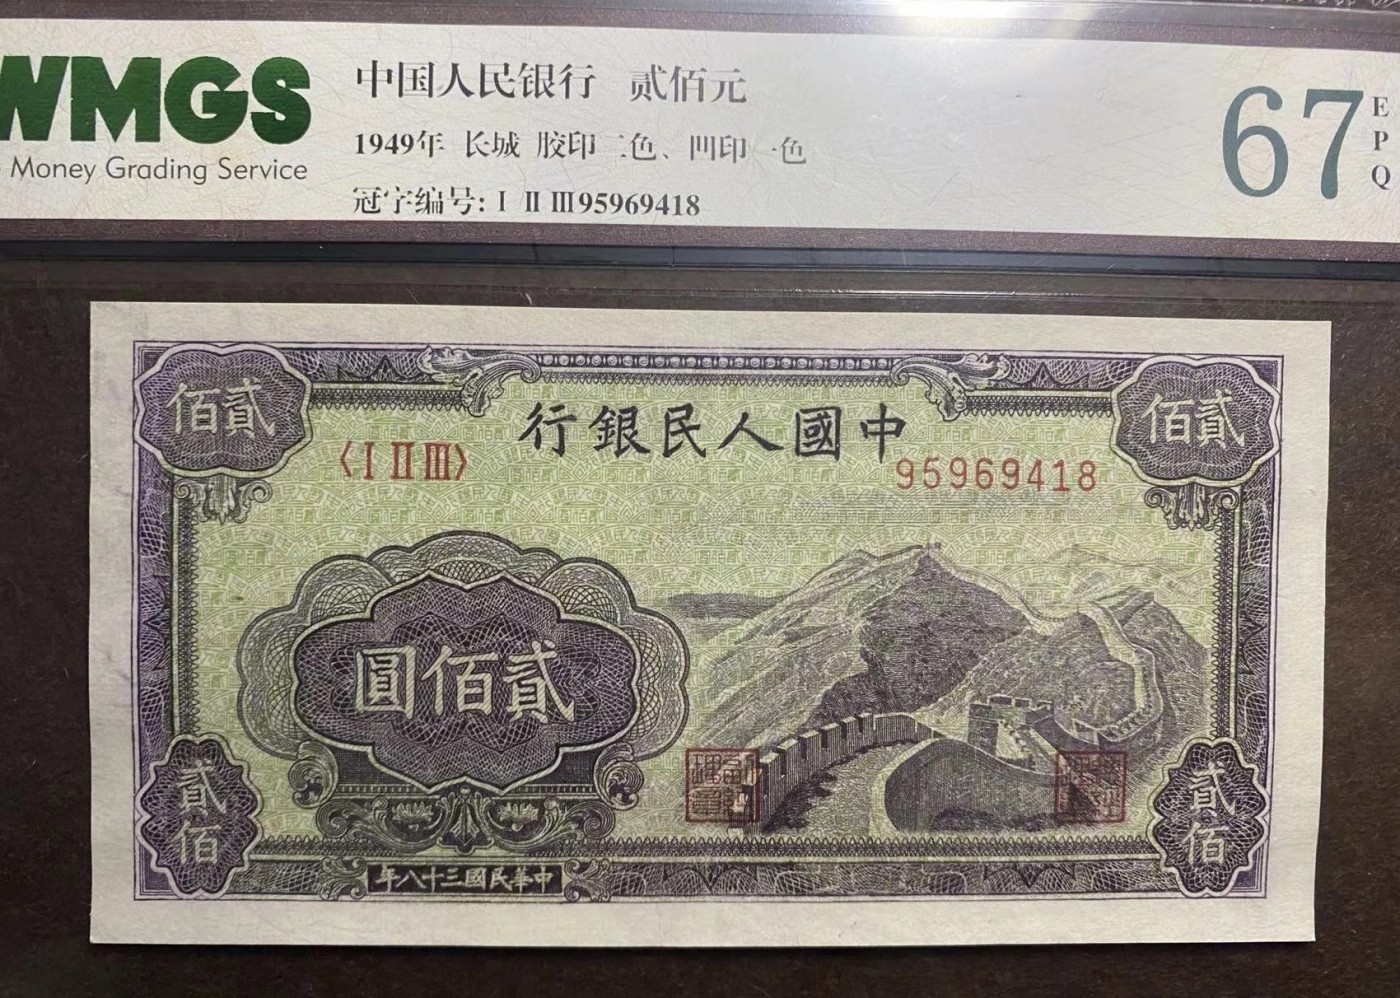 WMGS
Money Grading Service
中国人民银行 贰佰元
1949年 长城 胶印二色、凹印一色
冠字编号: I II III95969418
67
EPQ
貳佰
貳佰
中國人民銀行
〈I II III〉
95969418
貳佰圓
貳佰
貳佰
中華民國三十八年